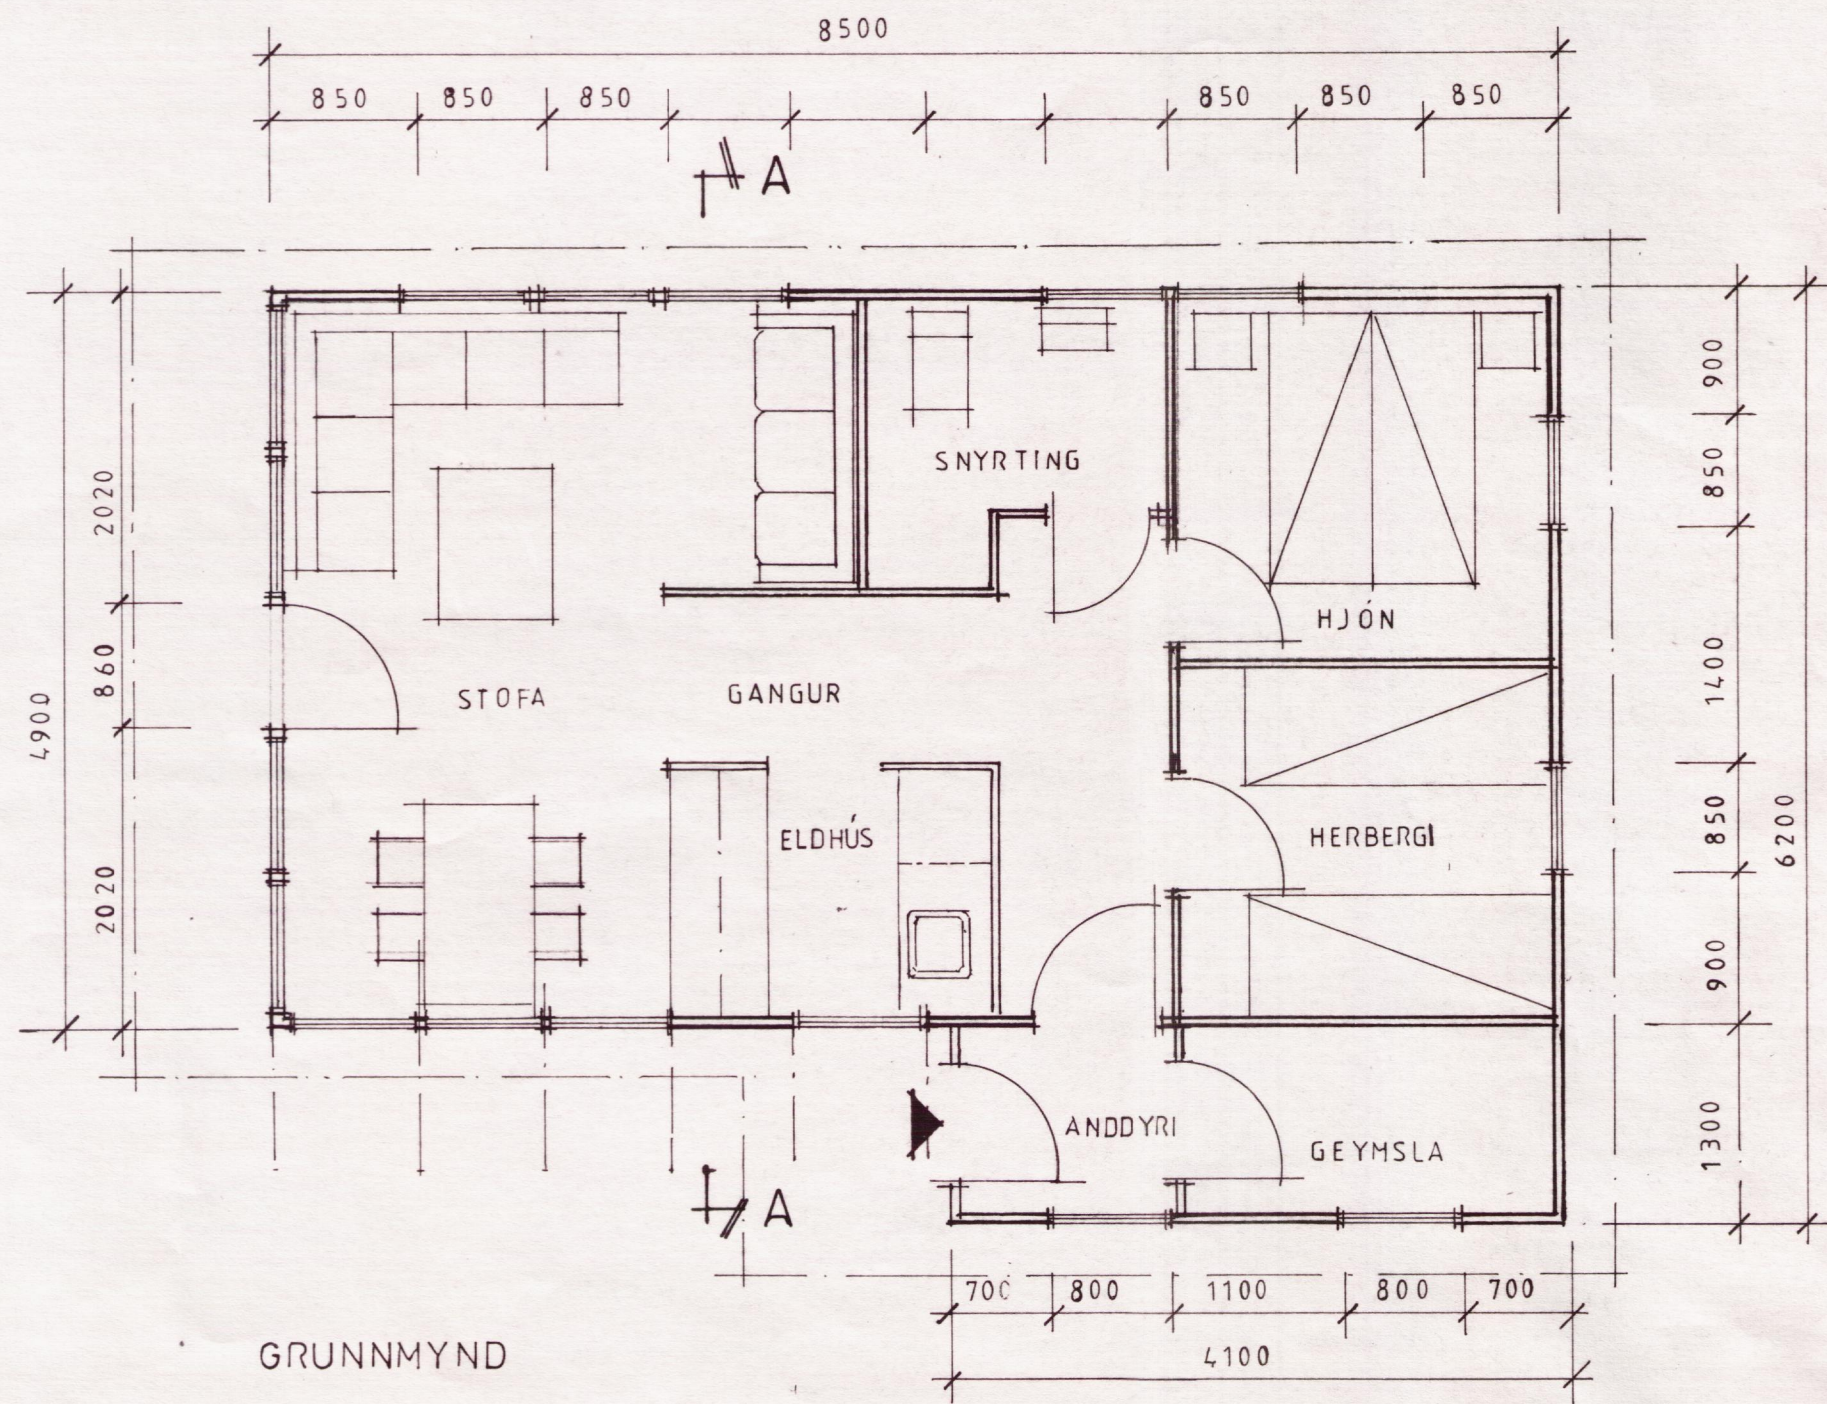 8500
850 850 850 850 850 850
A
SNYRTING
HJÓN
STOFA GANGUR
ELDHÚS HERBERGI
ANDDYRI GEYMSLA
A
4900
2020
860
2020
900
850
1400
850
900
1300
6200
700 800 1100 800 700
4100
GRUNNMYND